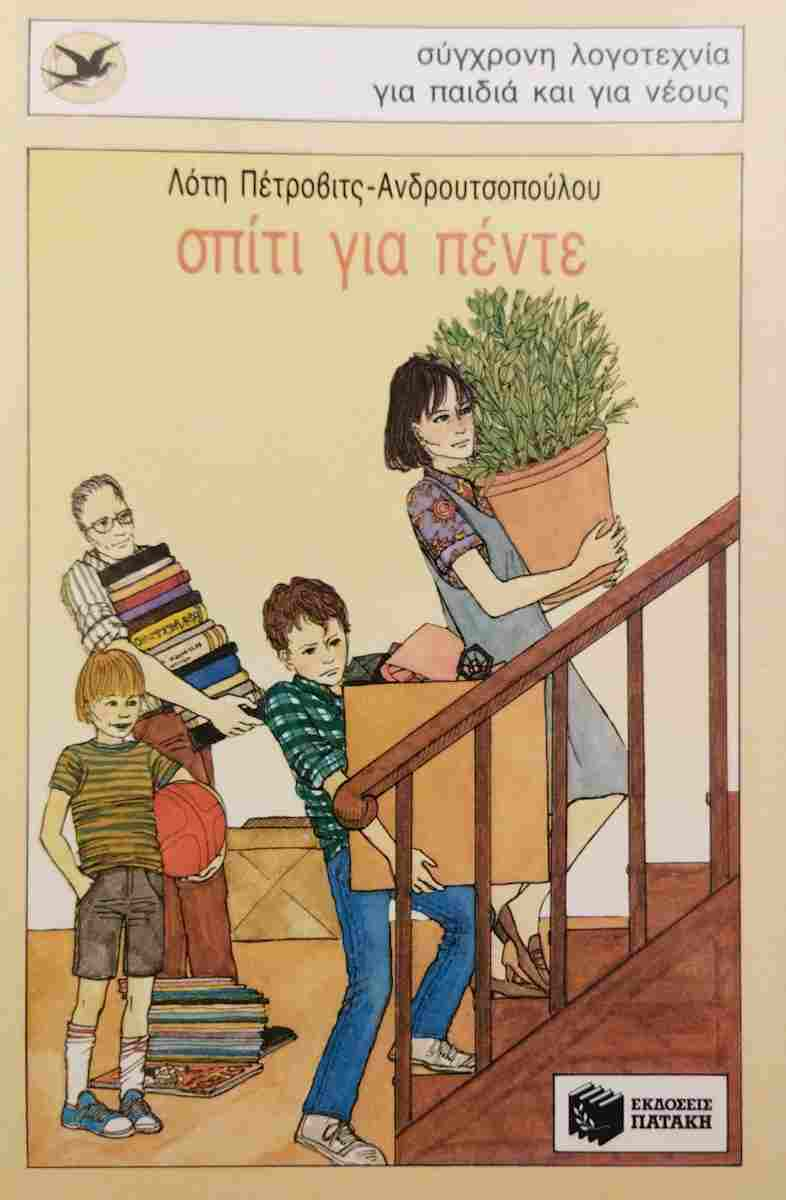 σύγχρονη λογοτεχνία
για παιδιά και για νέους
Λότη Πέτροβιτς-Ανδρουτσοπούλου
σπίτι για πέντε
ΕΚΔΟΣΕΙΣ
ΠΑΤΑΚΗ